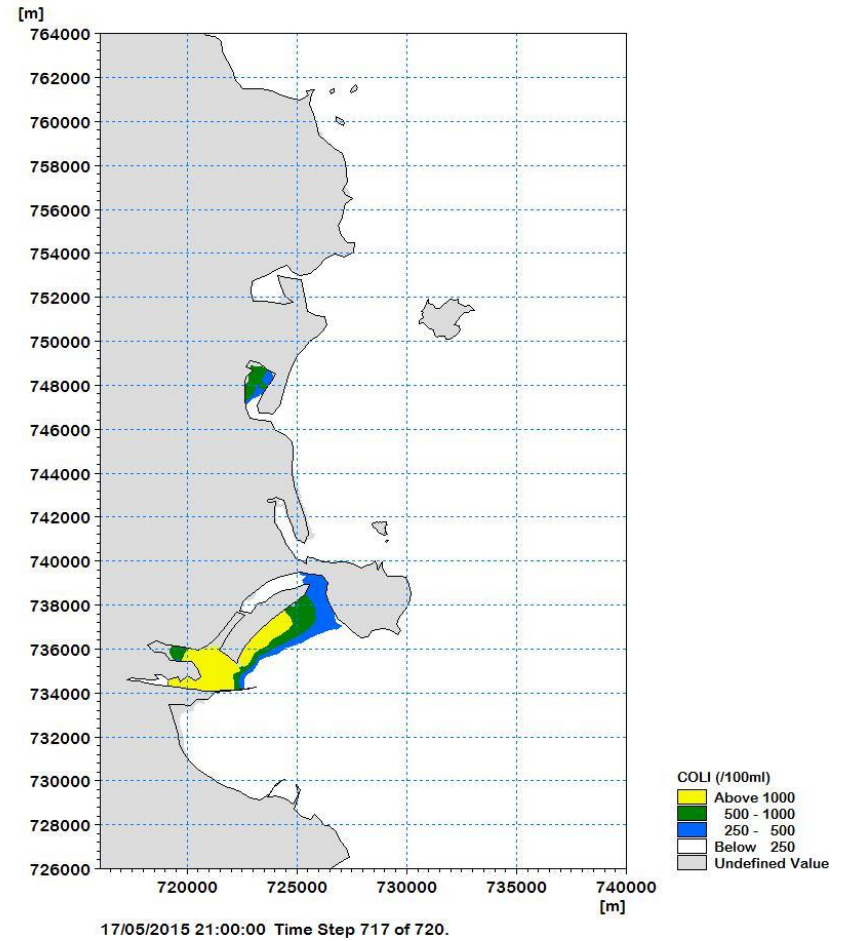 [m]
764000
762000
760000
758000
756000
754000
752000
750000
748000
746000
744000
742000
740000
738000
736000
734000
732000
730000
728000
726000
720000 725000 730000 735000 740000
[m]
COLI (/100ml)
Above 1000
500 - 1000
250 - 500
Below 250
Undefined Value
17/05/2015 21:00:00 Time Step 717 of 720.